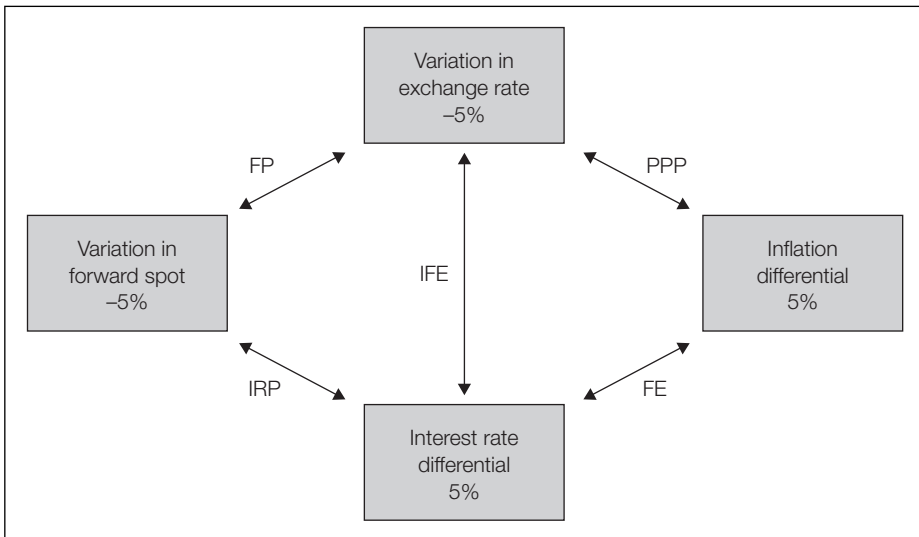 Variation in
exchange rate
–5%
FP
PPP
Variation in
forward spot
–5%
IFE
Inflation
differential
5%
IRP
FE
Interest rate
differential
5%